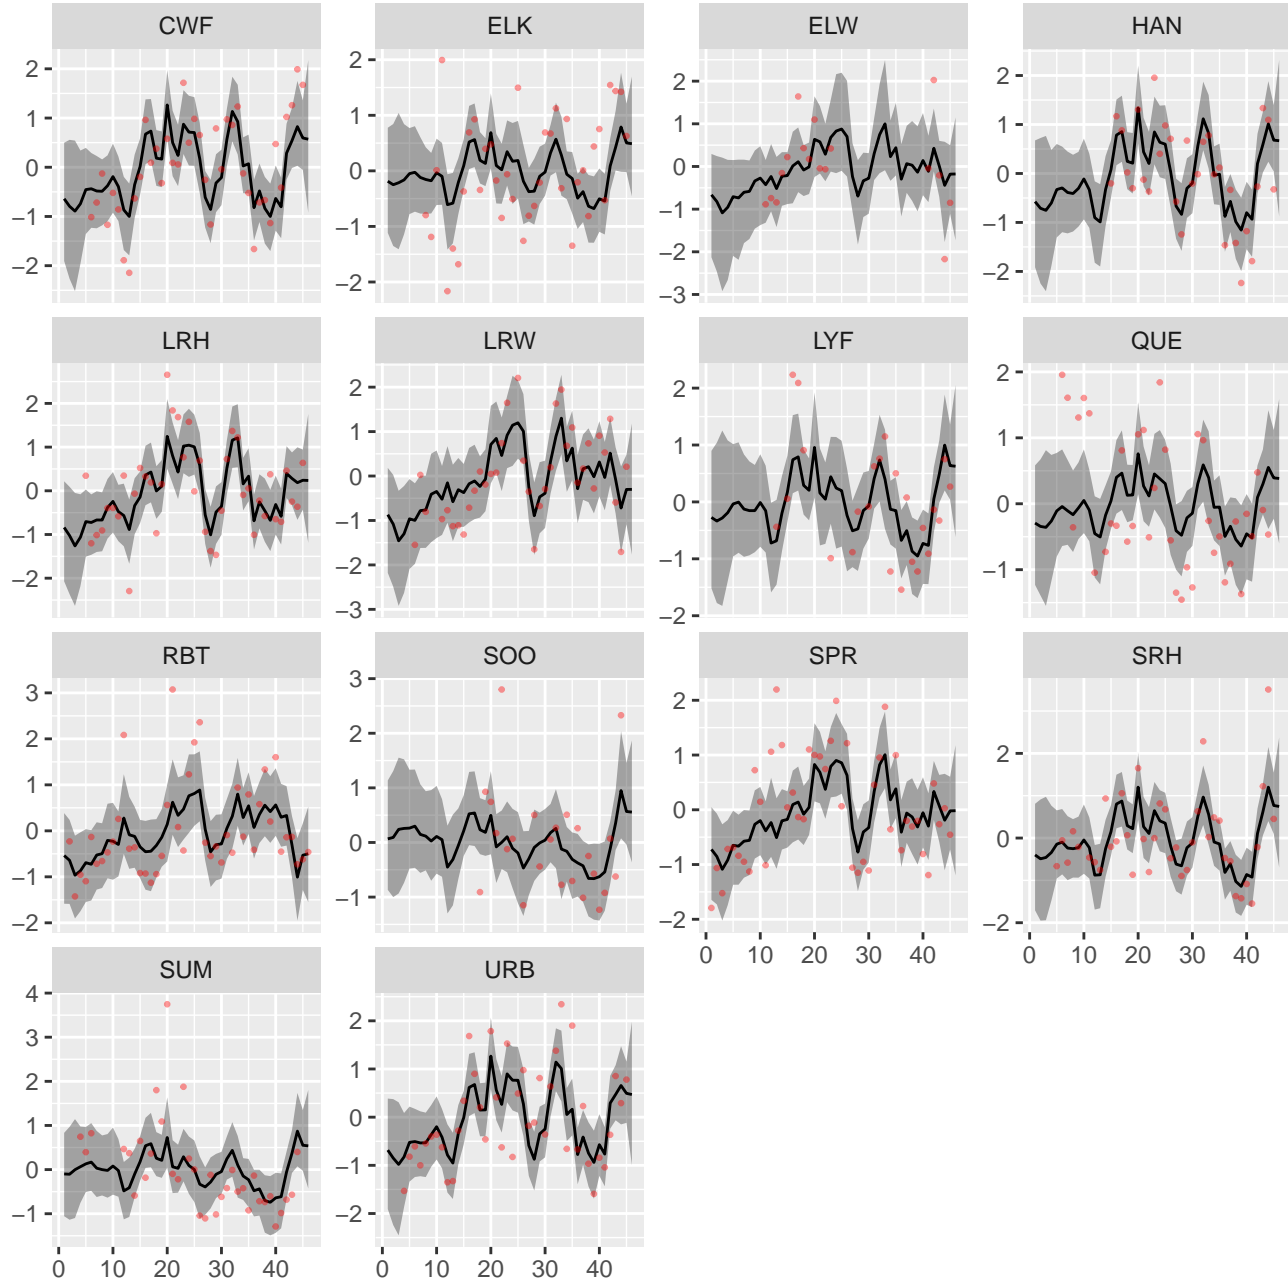 CWF ELK ELW HAN
2 2 2 2
1 1 1 1
0 0 0 0
−1 −1 −1 −1
−2 −2 −2 −2
−3
LRH LRW LYF QUE
2 2 2 2
1 1 1 1
0 0 0 0
−1 −1 −1 −1
−2 −2 −2
−3
RBT SOO SPR SRH
3 3
2 2 2 2
1 1 1
0 0 0 0
−1 −1 −1
−2 −2 −2
0 10 20 30 40 0 10 20 30 40
SUM URB
4
3 2
2 1
1 0
0 −1
−1 −2
0 10 20 30 40 0 10 20 30 40